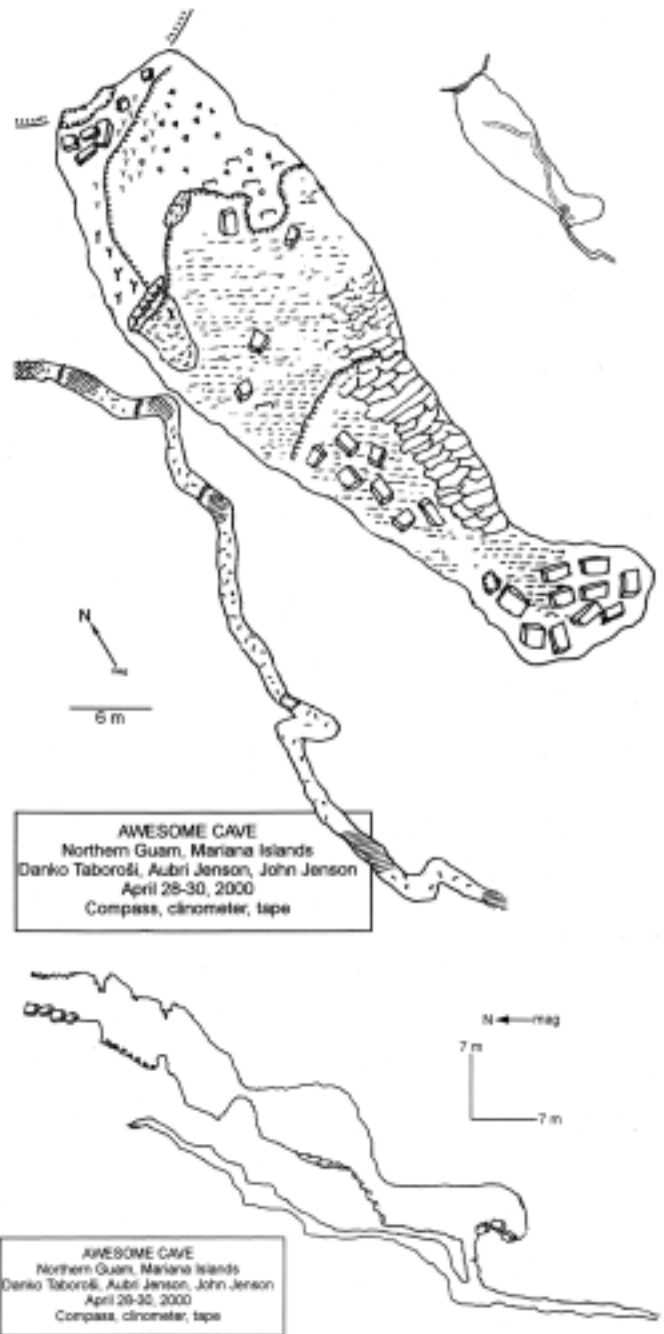 N
mag
6 m
AWESOME CAVE
Northern Guam, Mariana Islands
Danko Taboroši, Aubri Jenson, John Jenson
April 28-30, 2000
Compass, clinometer, tape
N mag
7 m
7 m
AWESOME CAVE
Northern Guam, Mariana Islands
Danko Taboroši, Aubri Jenson, John Jenson
April 28-30, 2000
Compass, clinometer, tape